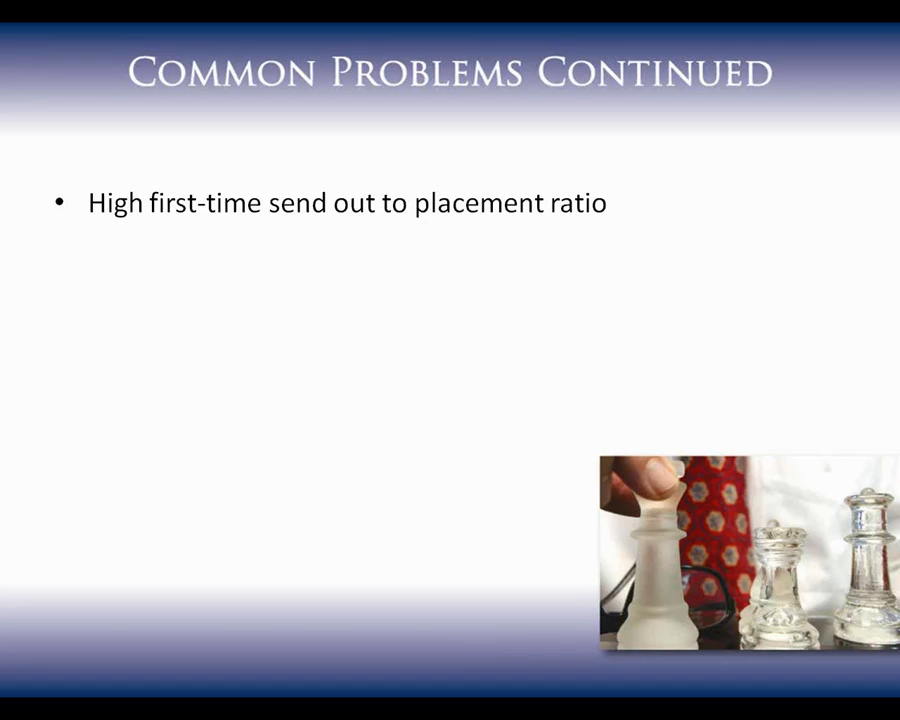 Common Problems Continued
• High first-time send out to placement ratio